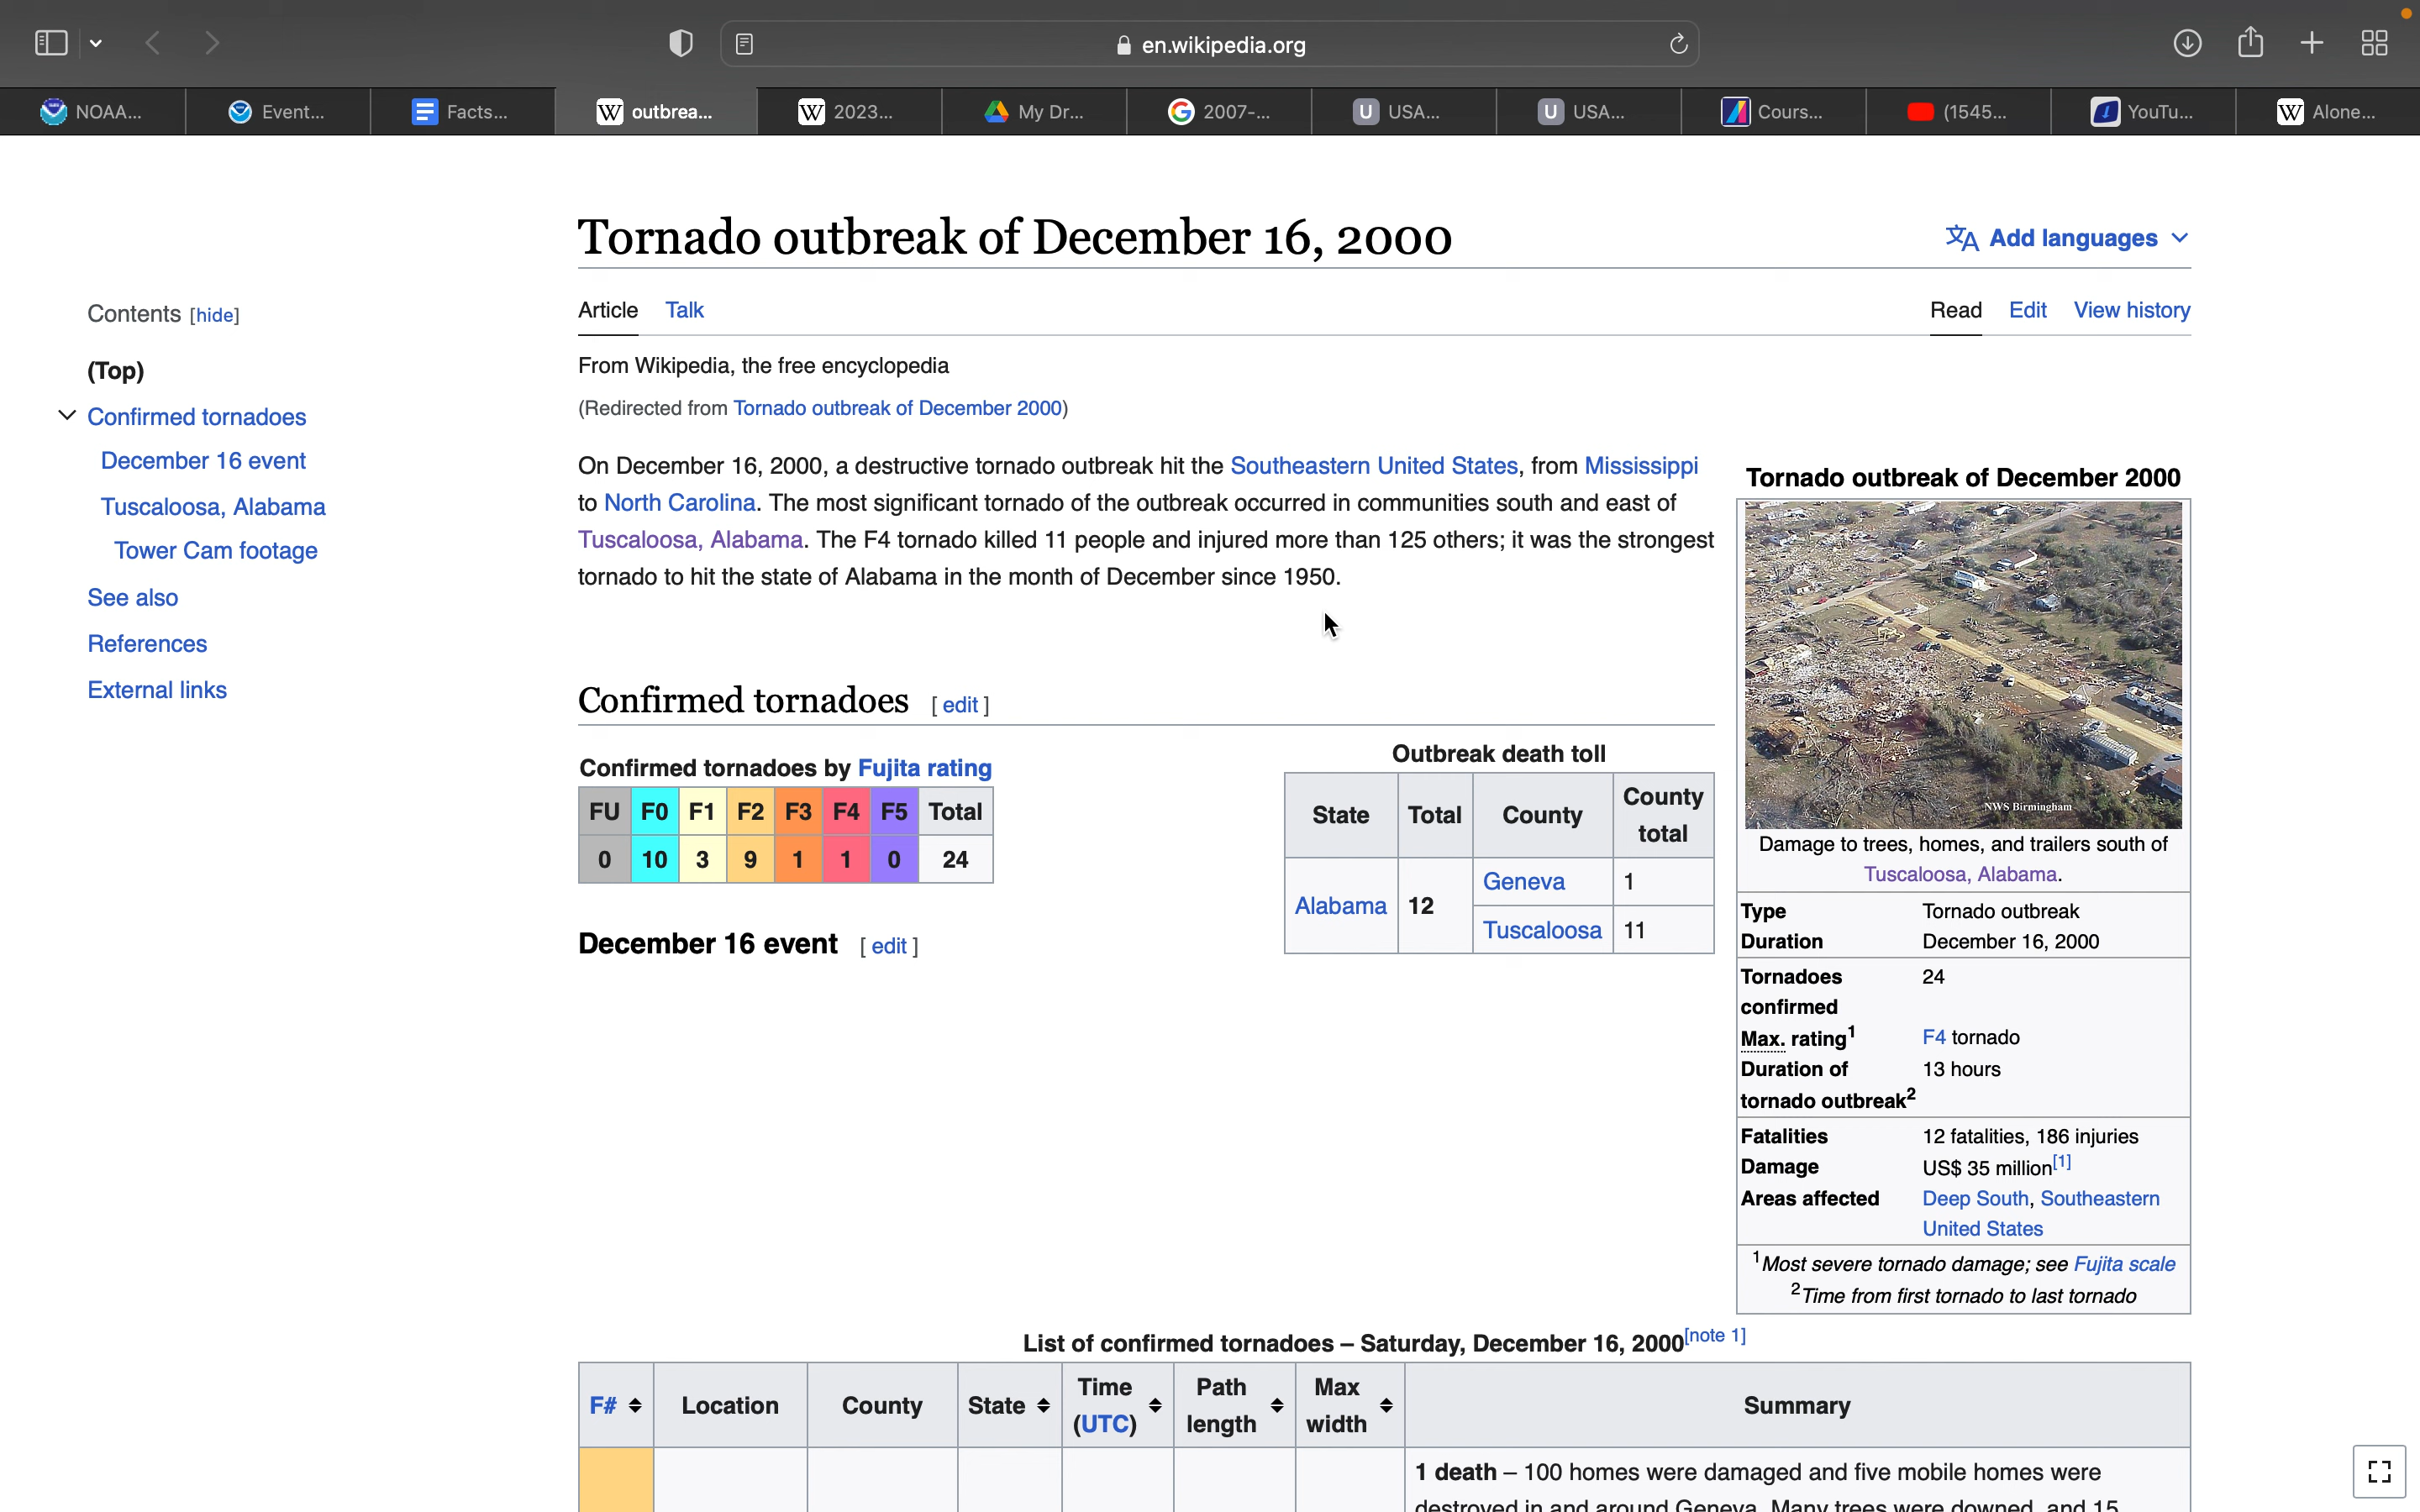 en.wikipedia.org
NOAA...
Event...
Facts...
outbrea...
2023...
My Dr...
2007-...
USA...
USA...
Cours...
(1545...
YouTu...
Alone...
Tornado outbreak of December 16, 2000
Add languages
Contents [hide]
(Top)
Confirmed tornadoes
December 16 event
Tuscaloosa, Alabama
Tower Cam footage
See also
References
External links
Article Talk
Read Edit View history
From Wikipedia, the free encyclopedia
(Redirected from Tornado outbreak of December 2000)
On December 16, 2000, a destructive tornado outbreak hit the Southeastern United States, from Mississippi
to North Carolina. The most significant tornado of the outbreak occurred in communities south and east of
Tuscaloosa, Alabama. The F4 tornado killed 11 people and injured more than 125 others; it was the strongest
tornado to hit the state of Alabama in the month of December since 1950.
Confirmed tornadoes [ edit ]
Confirmed tornadoes by Fujita rating
FU F0 F1 F2 F3 F4 F5 Total
0 10 3 9 1 1 0 24
Outbreak death toll
State Total County County total
Alabama 12 Geneva 1
Tuscaloosa 11
December 16 event [ edit ]
Tornado outbreak of December 2000
NWS Birmingham
Damage to trees, homes, and trailers south of
Tuscaloosa, Alabama.
Type Tornado outbreak
Duration December 16, 2000
Tornadoes 24
confirmed
Max. rating1 F4 tornado
Duration of 13 hours
tornado outbreak2
Fatalities 12 fatalities, 186 injuries
Damage US$ 35 million[1]
Areas affected Deep South, Southeastern
United States
1Most severe tornado damage; see Fujita scale
2Time from first tornado to last tornado
List of confirmed tornadoes – Saturday, December 16, 2000[note 1]
F# Location County State Time (UTC) Path length Max width Summary
1 death – 100 homes were damaged and five mobile homes were
destroyed in and around Geneva. Many trees were downed, and 15